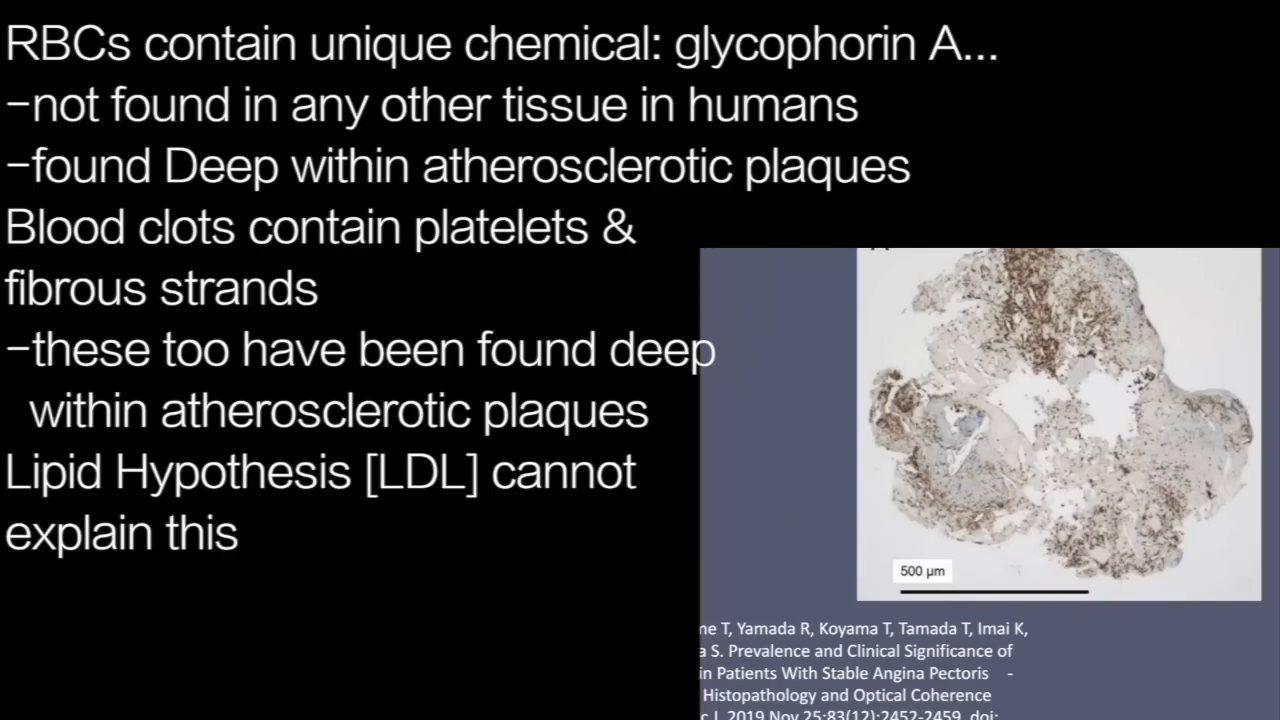 RBCs contain unique chemical: glycophorin A...
−not found in any other tissue in humans
−found Deep within atherosclerotic plaques
Blood clots contain platelets &
fibrous strands
−these too have been found deep
within atherosclerotic plaques
Lipid Hypothesis [LDL] cannot
explain this
500 µm
T, Yamada R, Koyama T, Tamada T, Imai K,
S. Prevalence and Clinical Significance of
in Patients With Stable Angina Pectoris -
Histopathology and Optical Coherence
J. 2019 Nov 25;83(12):2452-2459. doi: